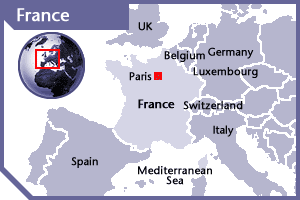 France
UK
Belgium
Germany
Paris
Luxembourg
France
Switzerland
Italy
Spain
Mediterranean
Sea